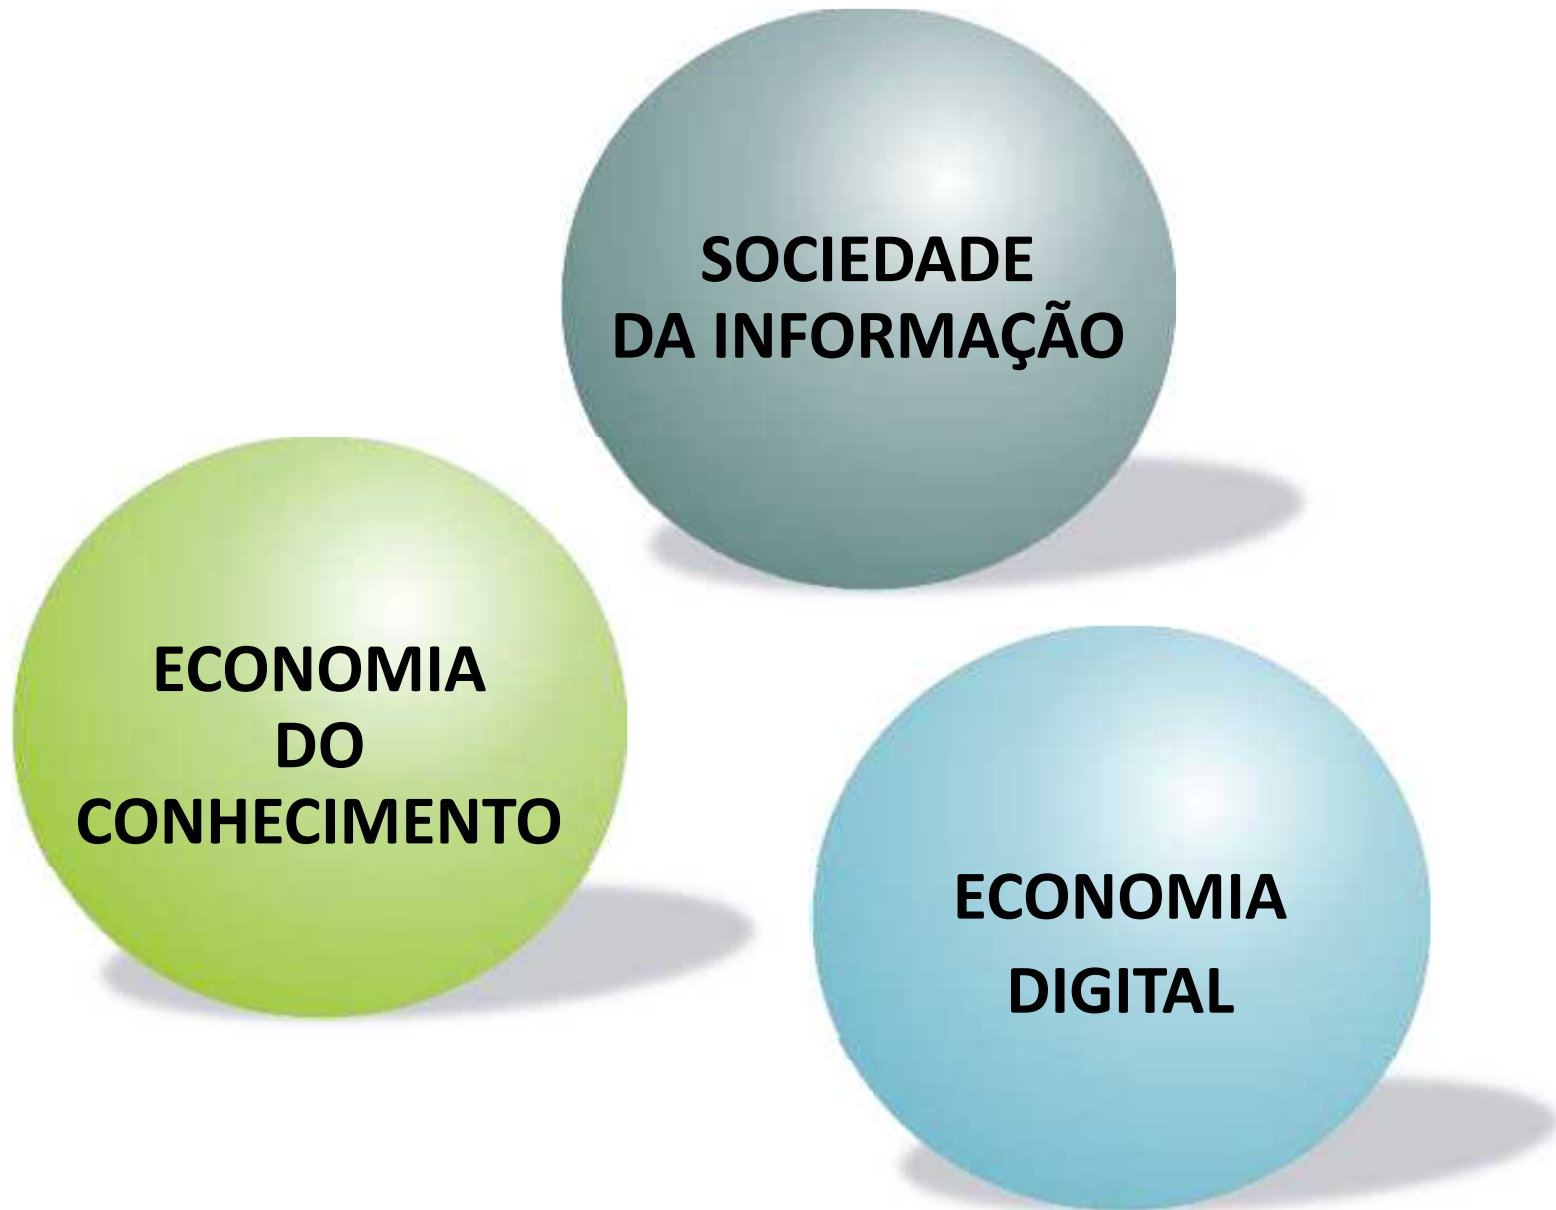 SOCIEDADE
DA INFORMAÇÃO
ECONOMIA
DO
CONHECIMENTO
ECONOMIA
DIGITAL